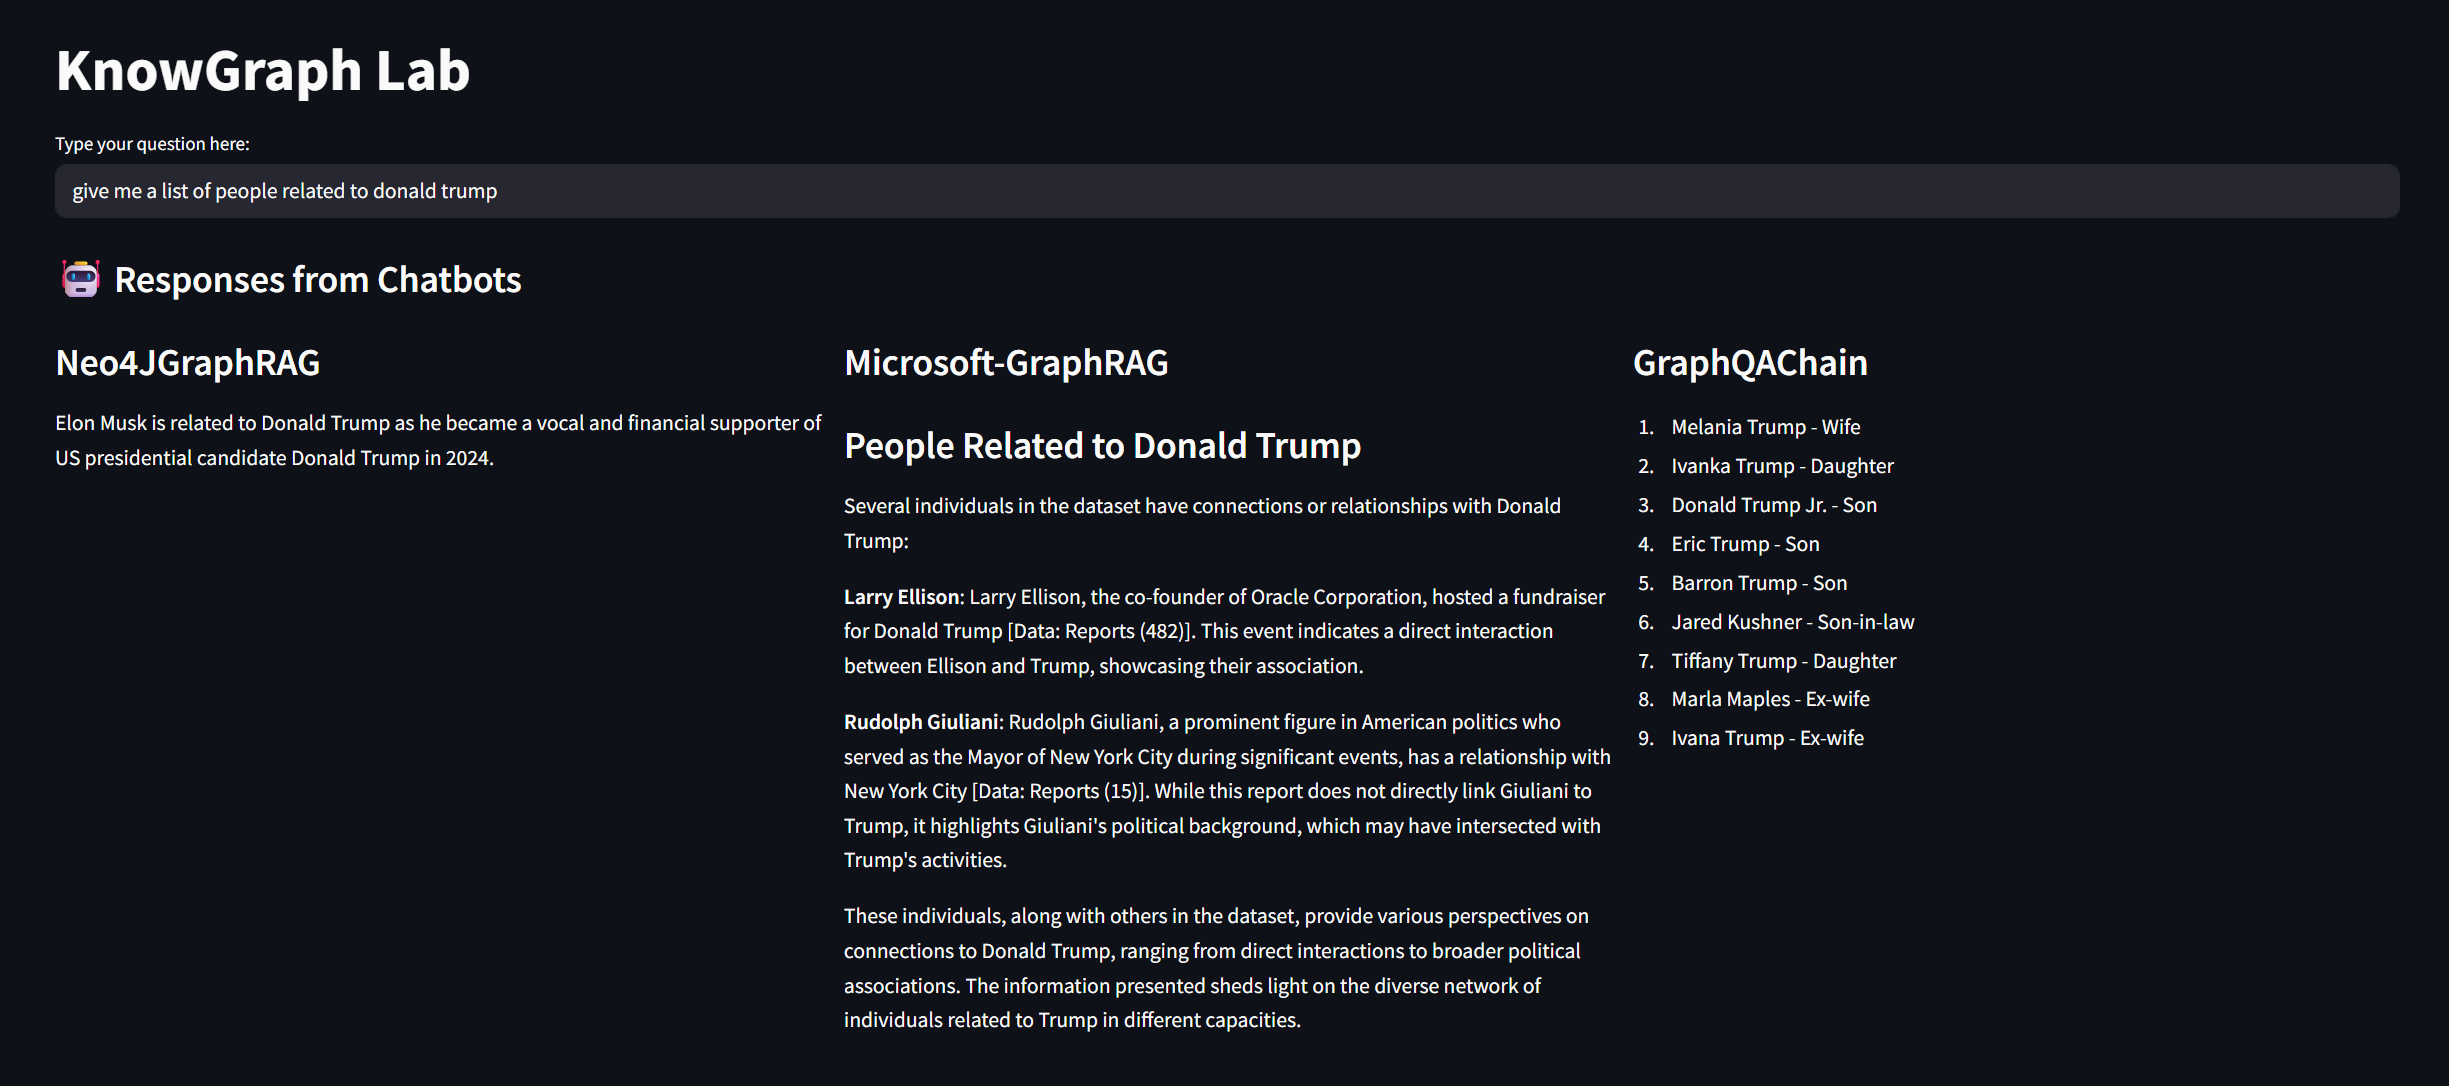 KnowGraph Lab
Type your question here:
give me a list of people related to donald trump
Responses from Chatbots
Neo4JGraphRAG
Elon Musk is related to Donald Trump as he became a vocal and financial supporter of
US presidential candidate Donald Trump in 2024.
Microsoft-GraphRAG
People Related to Donald Trump
Several individuals in the dataset have connections or relationships with Donald
Trump:
Larry Ellison: Larry Ellison, the co-founder of Oracle Corporation, hosted a fundraiser
for Donald Trump [Data: Reports (482)]. This event indicates a direct interaction
between Ellison and Trump, showcasing their association.
Rudolph Giuliani: Rudolph Giuliani, a prominent figure in American politics who
served as the Mayor of New York City during significant events, has a relationship with
New York City [Data: Reports (15)]. While this report does not directly link Giuliani to
Trump, it highlights Giuliani's political background, which may have intersected with
Trump's activities.
These individuals, along with others in the dataset, provide various perspectives on
connections to Donald Trump, ranging from direct interactions to broader political
associations. The information presented sheds light on the diverse network of
individuals related to Trump in different capacities.
GraphQAChain
1. Melania Trump - Wife
2. Ivanka Trump - Daughter
3. Donald Trump Jr. - Son
4. Eric Trump - Son
5. Barron Trump - Son
6. Jared Kushner - Son-in-law
7. Tiffany Trump - Daughter
8. Marla Maples - Ex-wife
9. Ivana Trump - Ex-wife